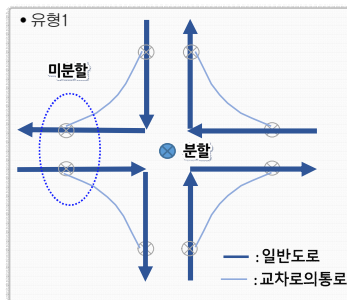 • 유형1
미분할
분할
: 일반도로
: 교차로의통로